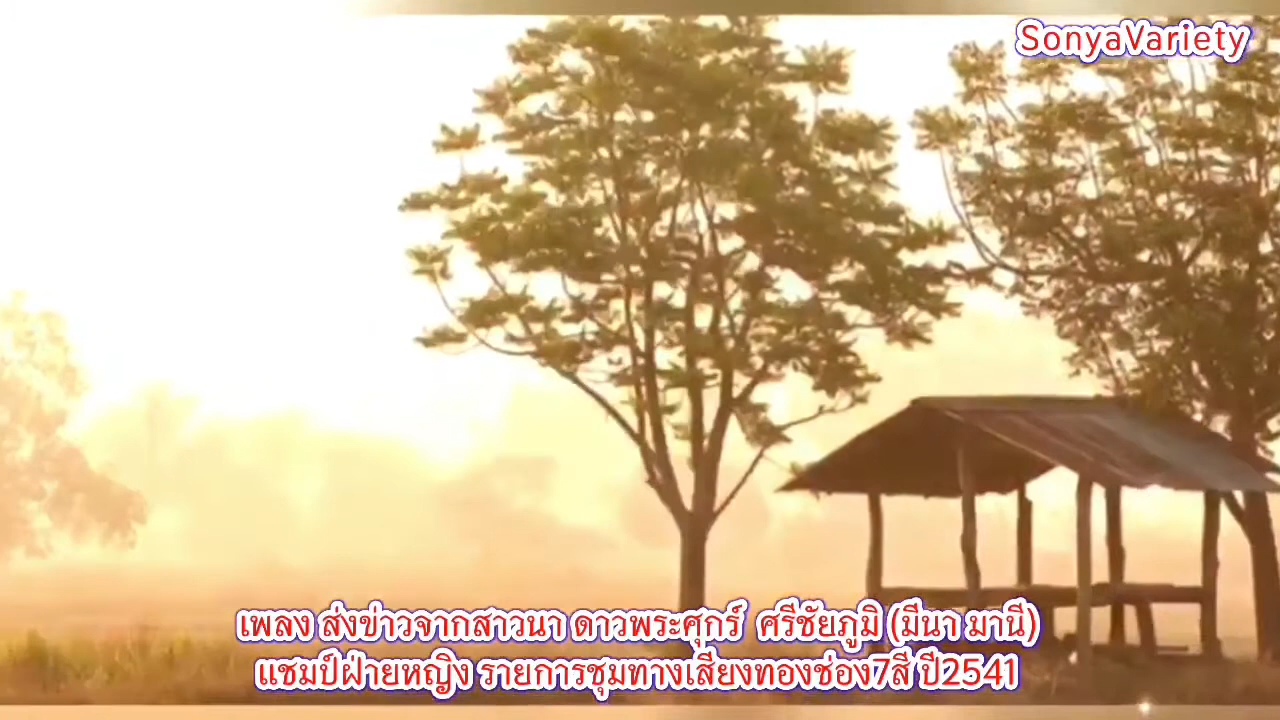 SonyaVariety
เพลง ส่งข่าวจากสาวนา ดาวพระศุกร์ ศรีชัยภูมิ (มีนา มานี)
แชมป์ฝ่ายหญิง รายการชุมทางเสียงทองช่อง7สี ปี2541